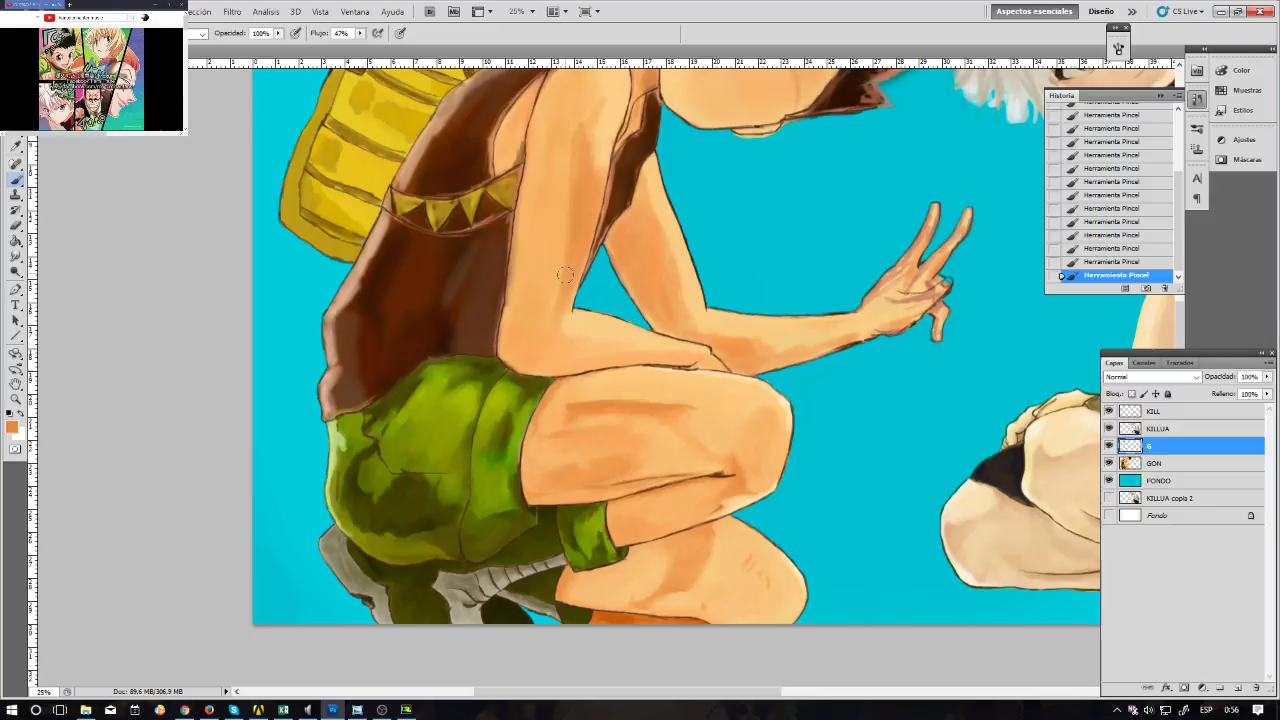 hunter x hunter music
Filtro Análisis 3D Vista Ventana Ayuda
25%
Aspectos esenciales Diseño CS Live
Opacidad: 100% Flujo: 47%
Historia
Herramienta Pincel
Herramienta Pincel
Herramienta Pincel
Herramienta Pincel
Herramienta Pincel
Herramienta Pincel
Herramienta Pincel
Herramienta Pincel
Herramienta Pincel
Herramienta Pincel
Herramienta Pincel
Herramienta Pincel
Herramienta Pincel
Color
Muestras
Estilos
Ajustes
Máscaras
Capas Canales Trazados
Normal Opacidad: 100%
Bloq.: Relleno: 100%
KILL
KILLUA
G
GON
FONDO
KILLUA copia 2
Fondo
25% Doc: 89,6 MB/306,9 MB
ESP 0:56